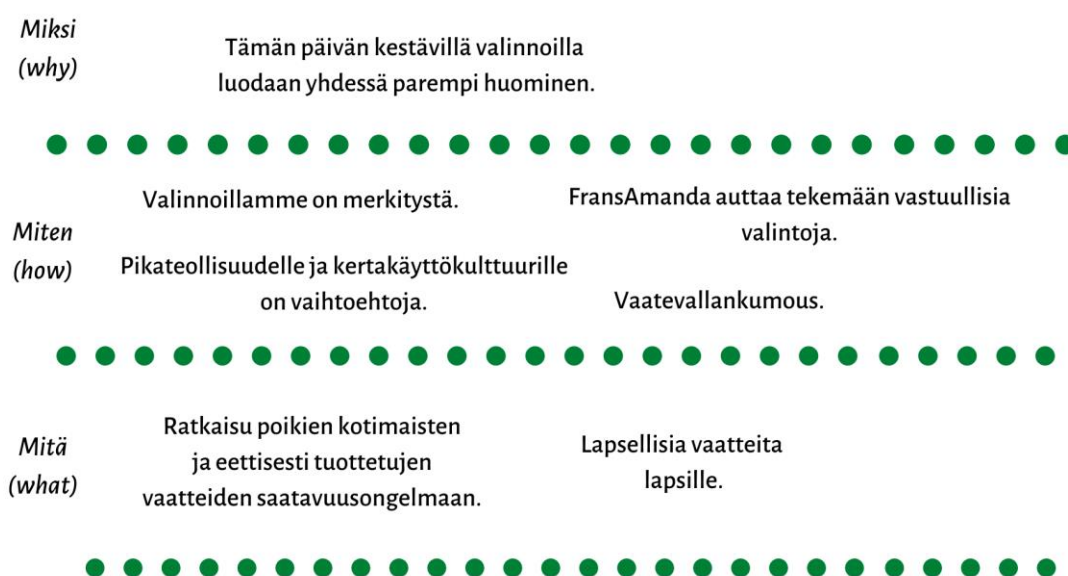 Miksi
(why)
Tämän päivän kestävillä valinnoilla
luodaan yhdessä parempi huominen.
Miten
(how)
Valinnoillamme on merkitystä.
FransAmanda auttaa tekemään vastuullisia
valintoja.
Pikateollisuudelle ja kertakäyttökulttuurille
on vaihtoehtoja.
Vaatevallankumous.
Mitä
(what)
Ratkaisu poikien kotimaisten
ja eettisesti tuottetujen
vaatteiden saatavuusongelmaan.
Lapsellisia vaatteita
lapsille.